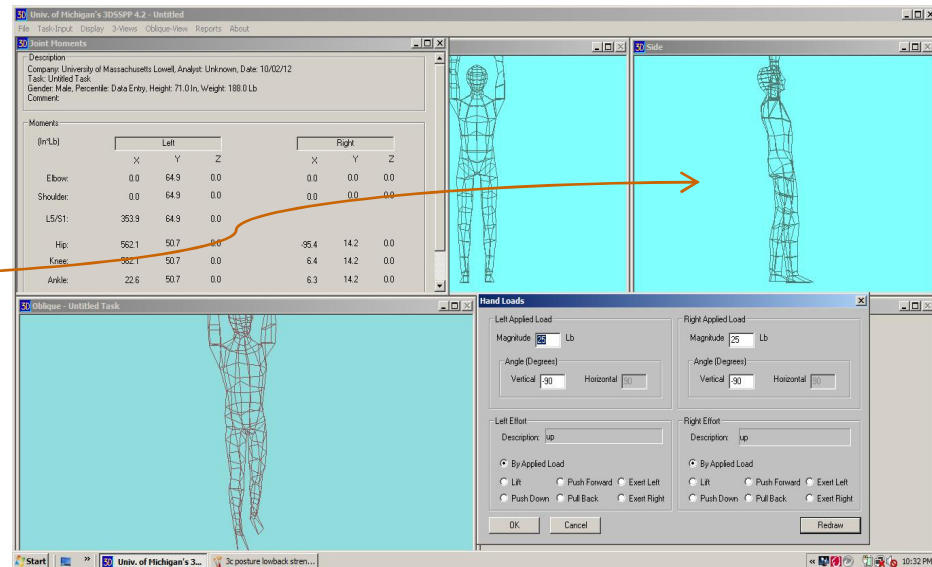 Univ. of Michigan's 3DSSPP 4.2 - Untitled
File Task-Input Display 3-Views Oblique-View Reports About
3D Joint Moments
Description
Company: University of Massachusetts Lowell, Analyst: Unknown, Date: 10/02/12
Task: Untitled Task
Gender: Male, Percentile: Data Entry, Height: 71.0 In, Weight: 188.0 Lb
Comment:
Moments
(In*Lb) Left Right
X Y Z X Y Z
Elbow: 0.0 64.9 0.0 0.0 0.0 0.0
Shoulder: 0.0 64.9 0.0 0.0 0.0 0.0
L5/S1: 353.9 64.9 0.0
Hip: 562.1 50.7 0.0 -95.4 14.2 0.0
Knee: 562.1 50.7 0.0 6.4 14.2 0.0
Ankle: 22.6 50.7 0.0 6.3 14.2 0.0
3D Side
3D Oblique - Untitled Task
Hand Loads
Left Applied Load
Magnitude 25 Lb
Angle (Degrees)
Vertical -90 Horizontal 90
Right Applied Load
Magnitude 25 Lb
Angle (Degrees)
Vertical -90 Horizontal 90
Left Effort
Description: up
By Applied Load
Lift Push Forward Exert Left
Push Down Pull Back Exert Right
Right Effort
Description: up
By Applied Load
Lift Push Forward Exert Left
Push Down Pull Back Exert Right
OK Cancel Redraw
Start » 3D Univ. of Michigan's 3... 3c posture lowback stren... « 10:32 PM